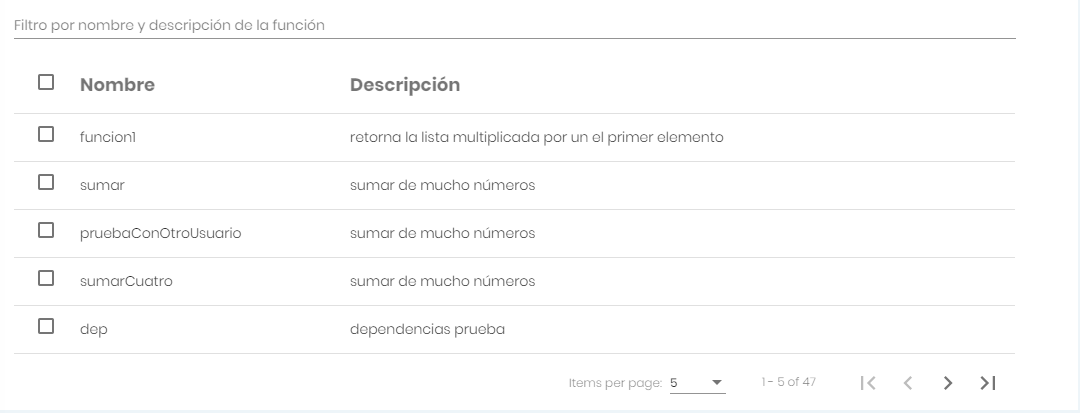 Filtro por nombre y descripción de la función
Nombre Descripción
funcion1 retorna la lista multiplicada por un el primer elemento
sumar sumar de mucho números
pruebaConOtroUsuario sumar de mucho números
sumarCuatro sumar de mucho números
dep dependencias prueba
Items per page: 5 1 - 5 of 47